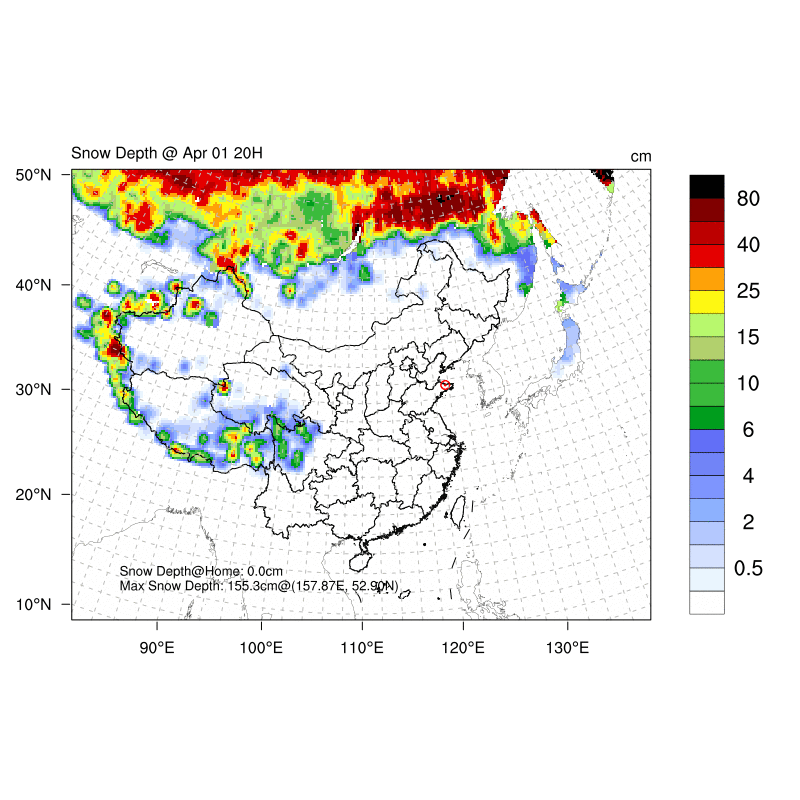 Snow Depth @ Apr 01 20H
cm
50°N
40°N
30°N
20°N
10°N
90°E
100°E
110°E
120°E
130°E
80
40
25
15
10
6
4
2
0.5
Snow Depth@Home: 0.0cm
Max Snow Depth: 155.3cm@(157.87E, 52.90N)